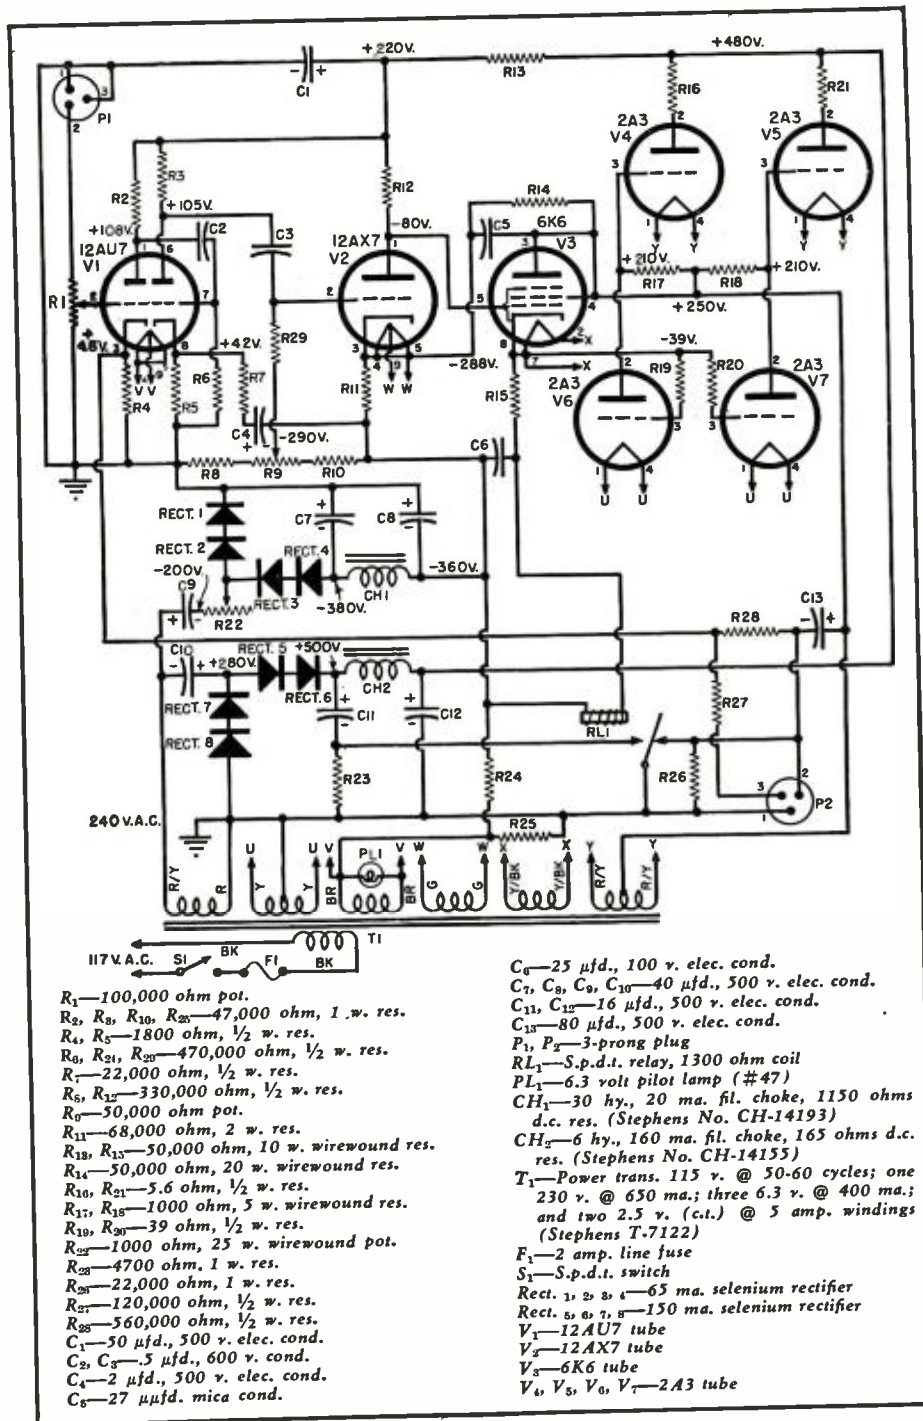 +220V.
+480V.
C1
R13
R16
R21
1
3
2
P1
2A3
V4
2A3
V5
R2
R3
R12
R14
+105V.
-80V.
C5
6K6
V3
+108V.
12AU7
V1
C2
C3
12AX7
V2
+210V.
R17
R18
+210V.
+250V.
R1
R29
+42V.
-288V.
-39V.
R19
R20
2A3
V6
2A3
V7
V V
W W
X
X
Y Y
Y Y
R4
R5
R6
R7
R11
R15
C4
-290V.
C6
R8
R9
R10
U U
U U
RECT. 1
C7
C8
RECT. 2
RECT. 4
-200V.
C9
RECT. 3
CH1
-360V.
-380V.
R22
C13
R28
C10
+280V.
RECT. 5
+500V.
CH2
RECT. 6
RECT. 7
C11
C12
RL1
R27
RECT. 8
R23
R24
R26
P2
240 V.A.C.
R25
U U V V W W X X Y Y
PL1
R/Y R Y Y BR BR G G Y/BK Y/BK R/Y R/Y
T1
117 V. A.C. S1 BK F1 BK
R1—100,000 ohm pot.
R2, R3, R10, R25—47,000 ohm, 1 w. res.
R4, R5—1800 ohm, ½ w. res.
R6, R24, R29—470,000 ohm, ½ w. res.
R7—22,000 ohm, ½ w. res.
R8, R12—330,000 ohm, ½ w. res.
R9—50,000 ohm pot.
R11—68,000 ohm, 2 w. res.
R13, R15—50,000 ohm, 10 w. wirewound res.
R14—50,000 ohm, 20 w. wirewound res.
R16, R21—5.6 ohm, ½ w. res.
R17, R18—1000 ohm, 5 w. wirewound res.
R19, R20—39 ohm, ½ w. res.
R22—1000 ohm, 25 w. wirewound pot.
R23—4700 ohm, 1 w. res.
R26—22,000 ohm, 1 w. res.
R27—120,000 ohm, ½ w. res.
R28—560,000 ohm, ½ w. res.
C1—50 µfd., 500 v. elec. cond.
C2, C3—.5 µfd., 600 v. cond.
C4—2 µfd., 500 v. elec. cond.
C5—27 µµfd. mica cond.
C6—25 µfd., 100 v. elec. cond.
C7, C8, C9, C10—40 µfd., 500 v. elec. cond.
C11, C12—16 µfd., 500 v. elec. cond.
C13—80 µfd., 500 v. elec. cond.
P1, P2—3-prong plug
RL1—S.p.d.t. relay, 1300 ohm coil
PL1—6.3 volt pilot lamp (#47)
CH1—30 hy., 20 ma. fil. choke, 1150 ohms
d.c. res. (Stephens No. CH-14193)
CH2—6 hy., 160 ma. fil. choke, 165 ohms d.c.
res. (Stephens No. CH-14155)
T1—Power trans. 115 v. @ 50-60 cycles; one
230 v. @ 650 ma.; three 6.3 v. @ 400 ma.;
and two 2.5 v. (c.t.) @ 5 amp. windings
(Stephens T-7122)
F1—2 amp. line fuse
S1—S.p.d.t. switch
Rect. 1, 2, 3, 4—65 ma. selenium rectifier
Rect. 5, 6, 7, 8—150 ma. selenium rectifier
V1—12AU7 tube
V2—12AX7 tube
V3—6K6 tube
V4, V5, V6, V7—2A3 tube